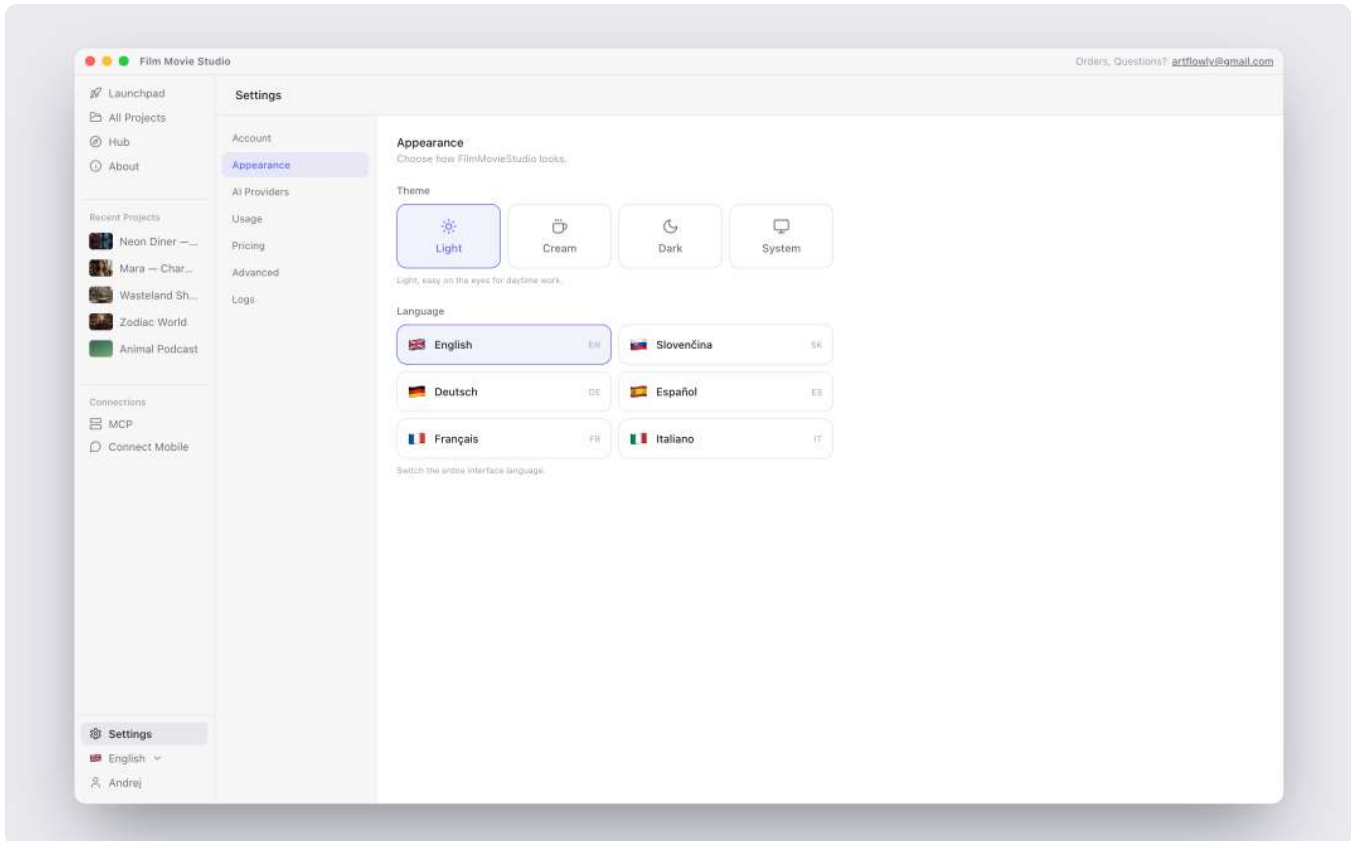 Film Movie Studio
Orders, Questions? artflowly@gmail.com
Launchpad
All Projects
Hub
About
Recent Projects
Neon Diner —...
Mara — Char...
Wasteland Sh...
Zodiac World
Animal Podcast
Connections
MCP
Connect Mobile
Settings
English
Andrej
Settings
Account
Appearance
AI Providers
Usage
Pricing
Advanced
Logs
Appearance
Choose how FilmMovieStudio looks.
Theme
Light
Cream
Dark
System
Light, easy on the eyes for daytime work.
Language
English EN
Slovenčina SK
Deutsch DE
Español ES
Français FR
Italiano IT
Switch the entire interface language.